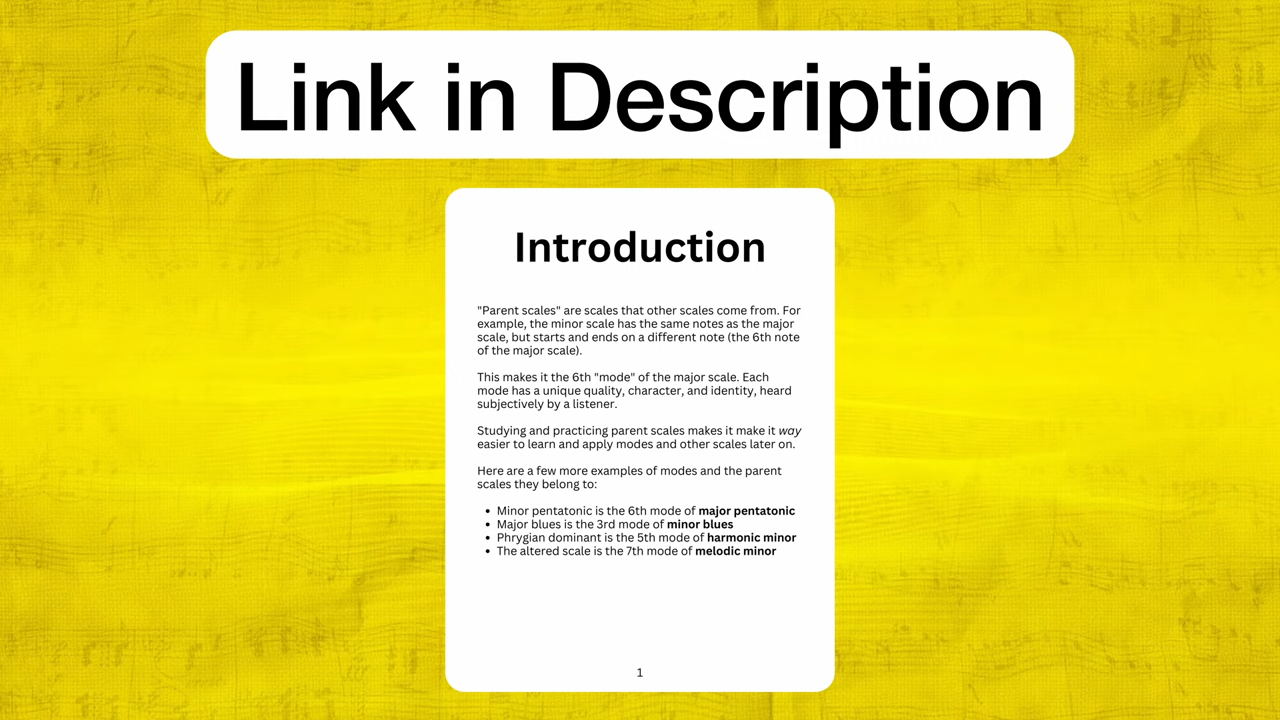 Link in Description
Introduction
"Parent scales" are scales that other scales come from. For
example, the minor scale has the same notes as the major
scale, but starts and ends on a different note (the 6th note
of the major scale).
This makes it the 6th "mode" of the major scale. Each
mode has a unique quality, character, and identity, heard
subjectively by a listener.
Studying and practicing parent scales makes it make it way
easier to learn and apply modes and other scales later on.
Here are a few more examples of modes and the parent
scales they belong to:
• Minor pentatonic is the 6th mode of major pentatonic
• Major blues is the 3rd mode of minor blues
• Phrygian dominant is the 5th mode of harmonic minor
• The altered scale is the 7th mode of melodic minor
1